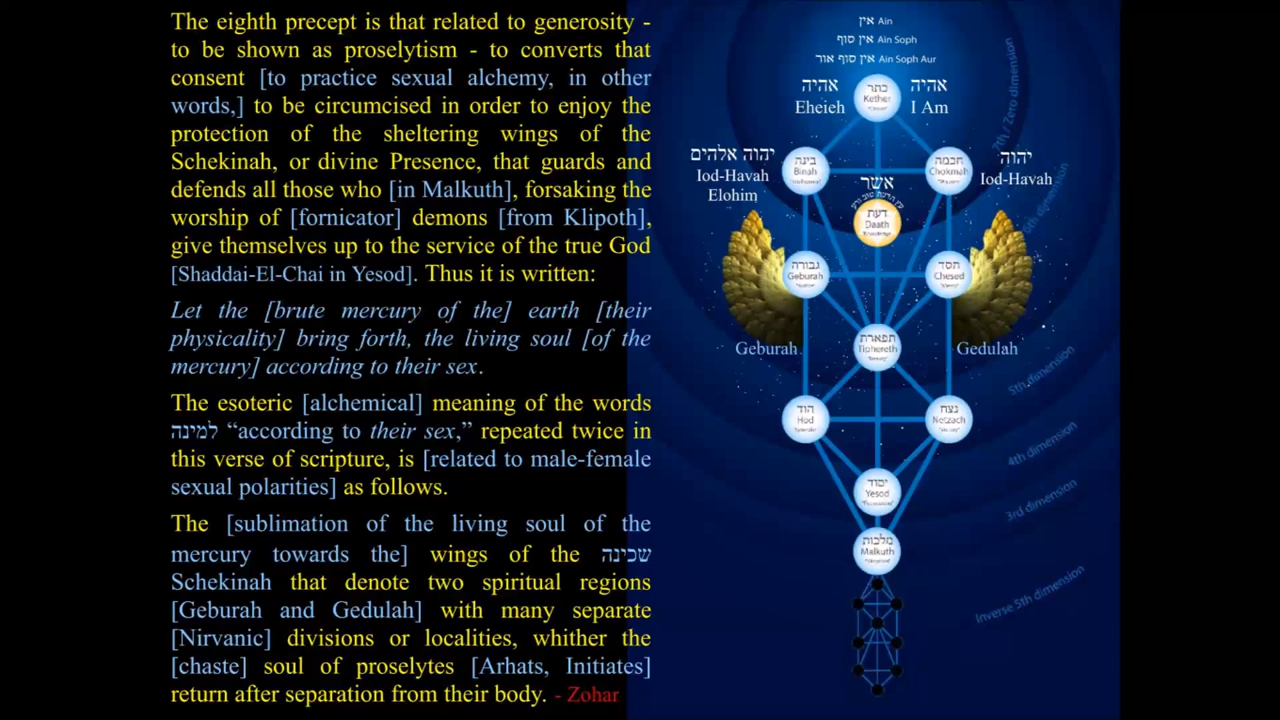 The eighth precept is that related to generosity -
to be shown as proselytism - to converts that
consent [to practice sexual alchemy, in other
words,] to be circumcised in order to enjoy the
protection of the sheltering wings of the
Schekinah, or divine Presence, that guards and
defends all those who [in Malkuth], forsaking the
worship of [fornicator] demons [from Klipoth],
give themselves up to the service of the true God
[Shaddai-El-Chai in Yesod]. Thus it is written:
Let the [brute mercury of the] earth [their
physicality] bring forth, the living soul [of the
mercury] according to their sex.
The esoteric [alchemical] meaning of the words
למינה “according to their sex,” repeated twice in
this verse of scripture, is [related to male-female
sexual polarities] as follows.
The [sublimation of the living soul of the
mercury towards the] wings of the שכינה
Schekinah that denote two spiritual regions
[Geburah and Gedulah] with many separate
[Nirvanic] divisions or localities, whither the
[chaste] soul of proselytes [Arhats, Initiates]
return after separation from their body. - Zohar
אין Ain
אין סוף Ain Soph
אין סוף אור Ain Soph Aur
אהיה
Eheieh
כתר
Kether
אהיה
I Am
7th / Zero dimension
יהוה אלהים
Iod-Havah
Elohim
בינה
Binah
חכמה
Chokmah
יהוה
Iod-Havah
6th dimension
אשר
עץ הדעת טוב ורע
דעת
Daath
גבורה
Geburah
חסד
Chesed
Geburah
תפארת
Tiphereth
Gedulah
5th dimension
הוד
Hod
נצח
Netzach
4th dimension
יסוד
Yesod
3rd dimension
מלכות
Malkuth
Inverse 5th dimension